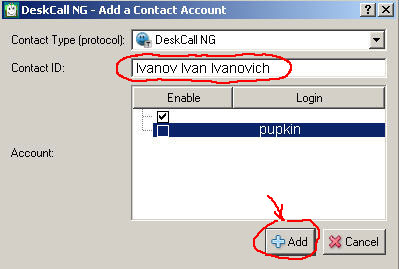 DeskCall NG - Add a Contact Account
Contact Type (protocol): DeskCall NG
Contact ID: Ivanov Ivan Ivanovich
Enable Login
pupkin
Account:
Add Cancel